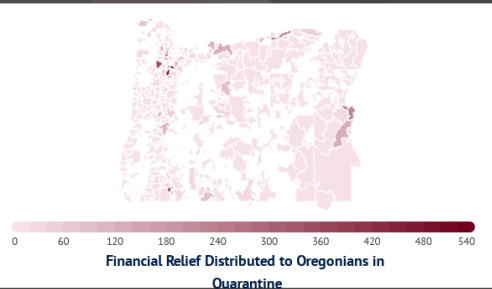 0 60 120 180 240 300 360 420 480 540
Financial Relief Distributed to Oregonians in
Quarantine